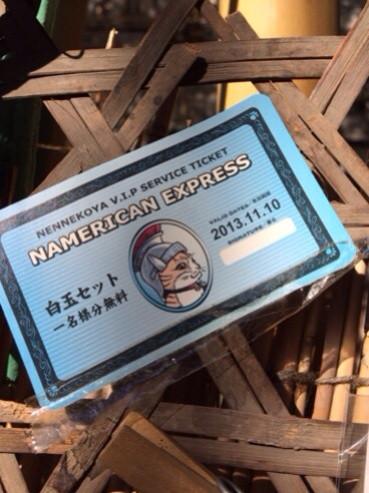 NENNEKOYA V.I.P SERVICE TICKET
NAMERICAN EXPRESS
VALID DATES
2013.11.10
SIGNATURE
白玉セット
一名様分無料